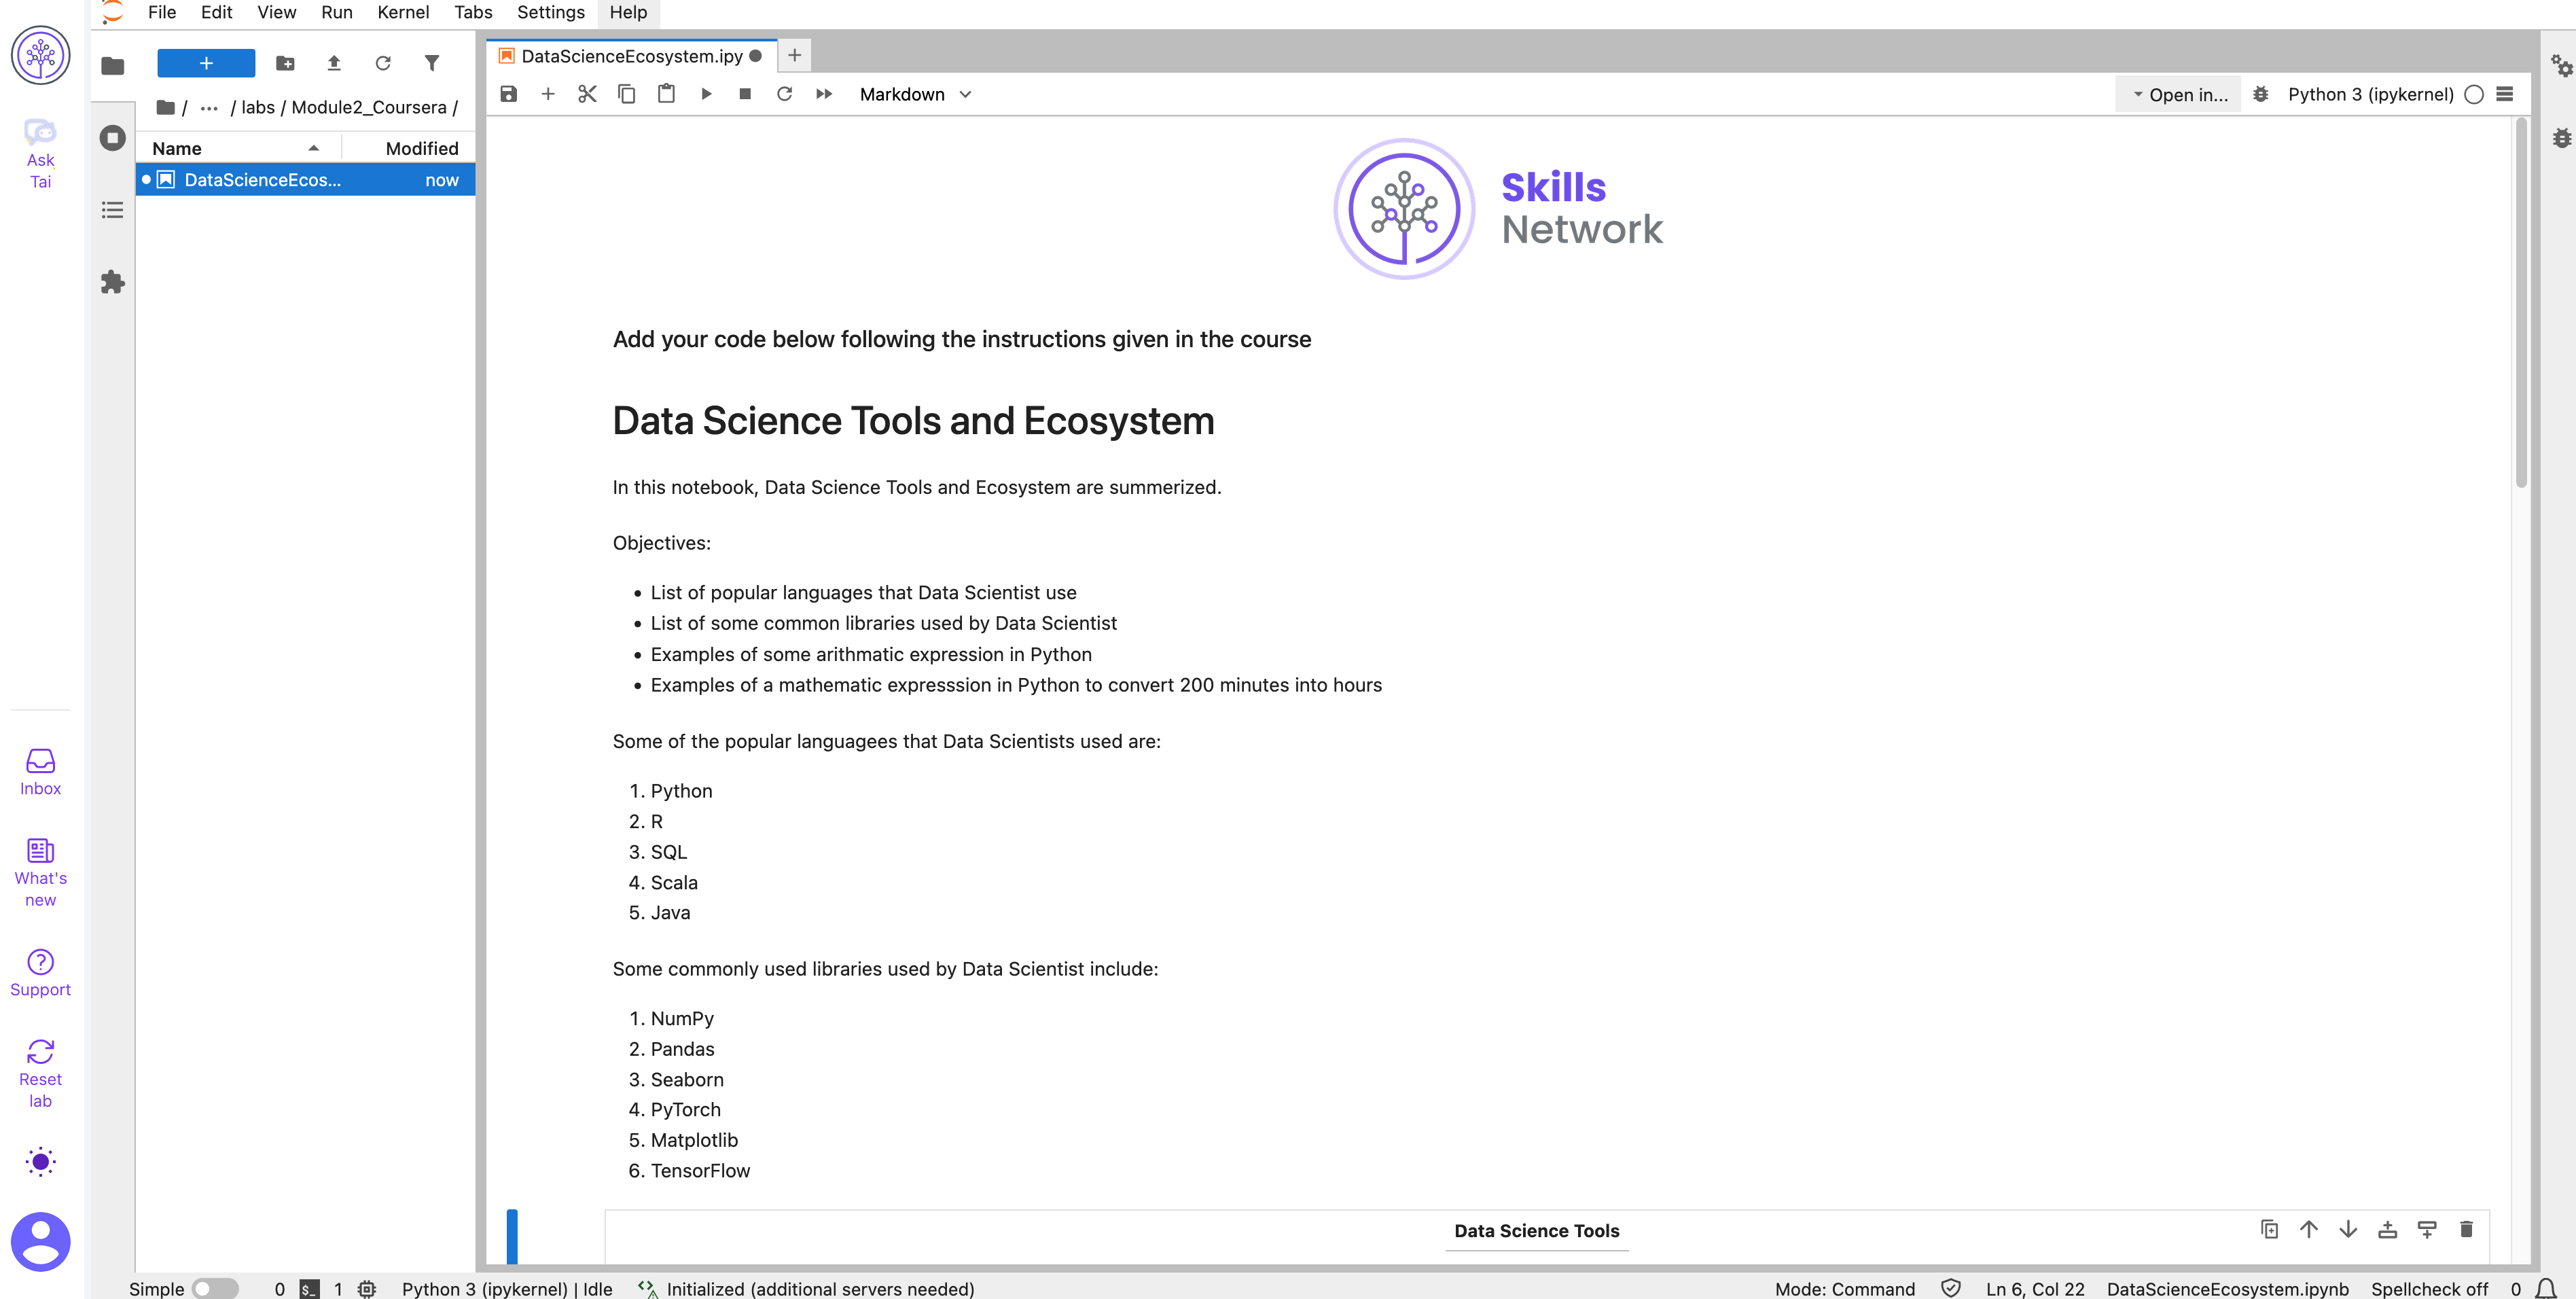 File Edit View Run Kernel Tabs Settings Help
Ask
Tai
Inbox
What's
new
Support
Reset
lab
/ ... / labs / Module2_Coursera /
Name Modified
DataScienceEcos... now
DataScienceEcosystem.ipy
Markdown Open in... Python 3 (ipykernel)
Skills
Network
Add your code below following the instructions given in the course
Data Science Tools and Ecosystem
In this notebook, Data Science Tools and Ecosystem are summerized.
Objectives:
• List of popular languages that Data Scientist use
• List of some common libraries used by Data Scientist
• Examples of some arithmatic expression in Python
• Examples of a mathematic expresssion in Python to convert 200 minutes into hours
Some of the popular languagees that Data Scientists used are:
1. Python
2. R
3. SQL
4. Scala
5. Java
Some commonly used libraries used by Data Scientist include:
1. NumPy
2. Pandas
3. Seaborn
4. PyTorch
5. Matplotlib
6. TensorFlow
Data Science Tools
Simple 0 $_ 1 Python 3 (ipykernel) | Idle Initialized (additional servers needed) Mode: Command Ln 6, Col 22 DataScienceEcosystem.ipynb Spellcheck off 0